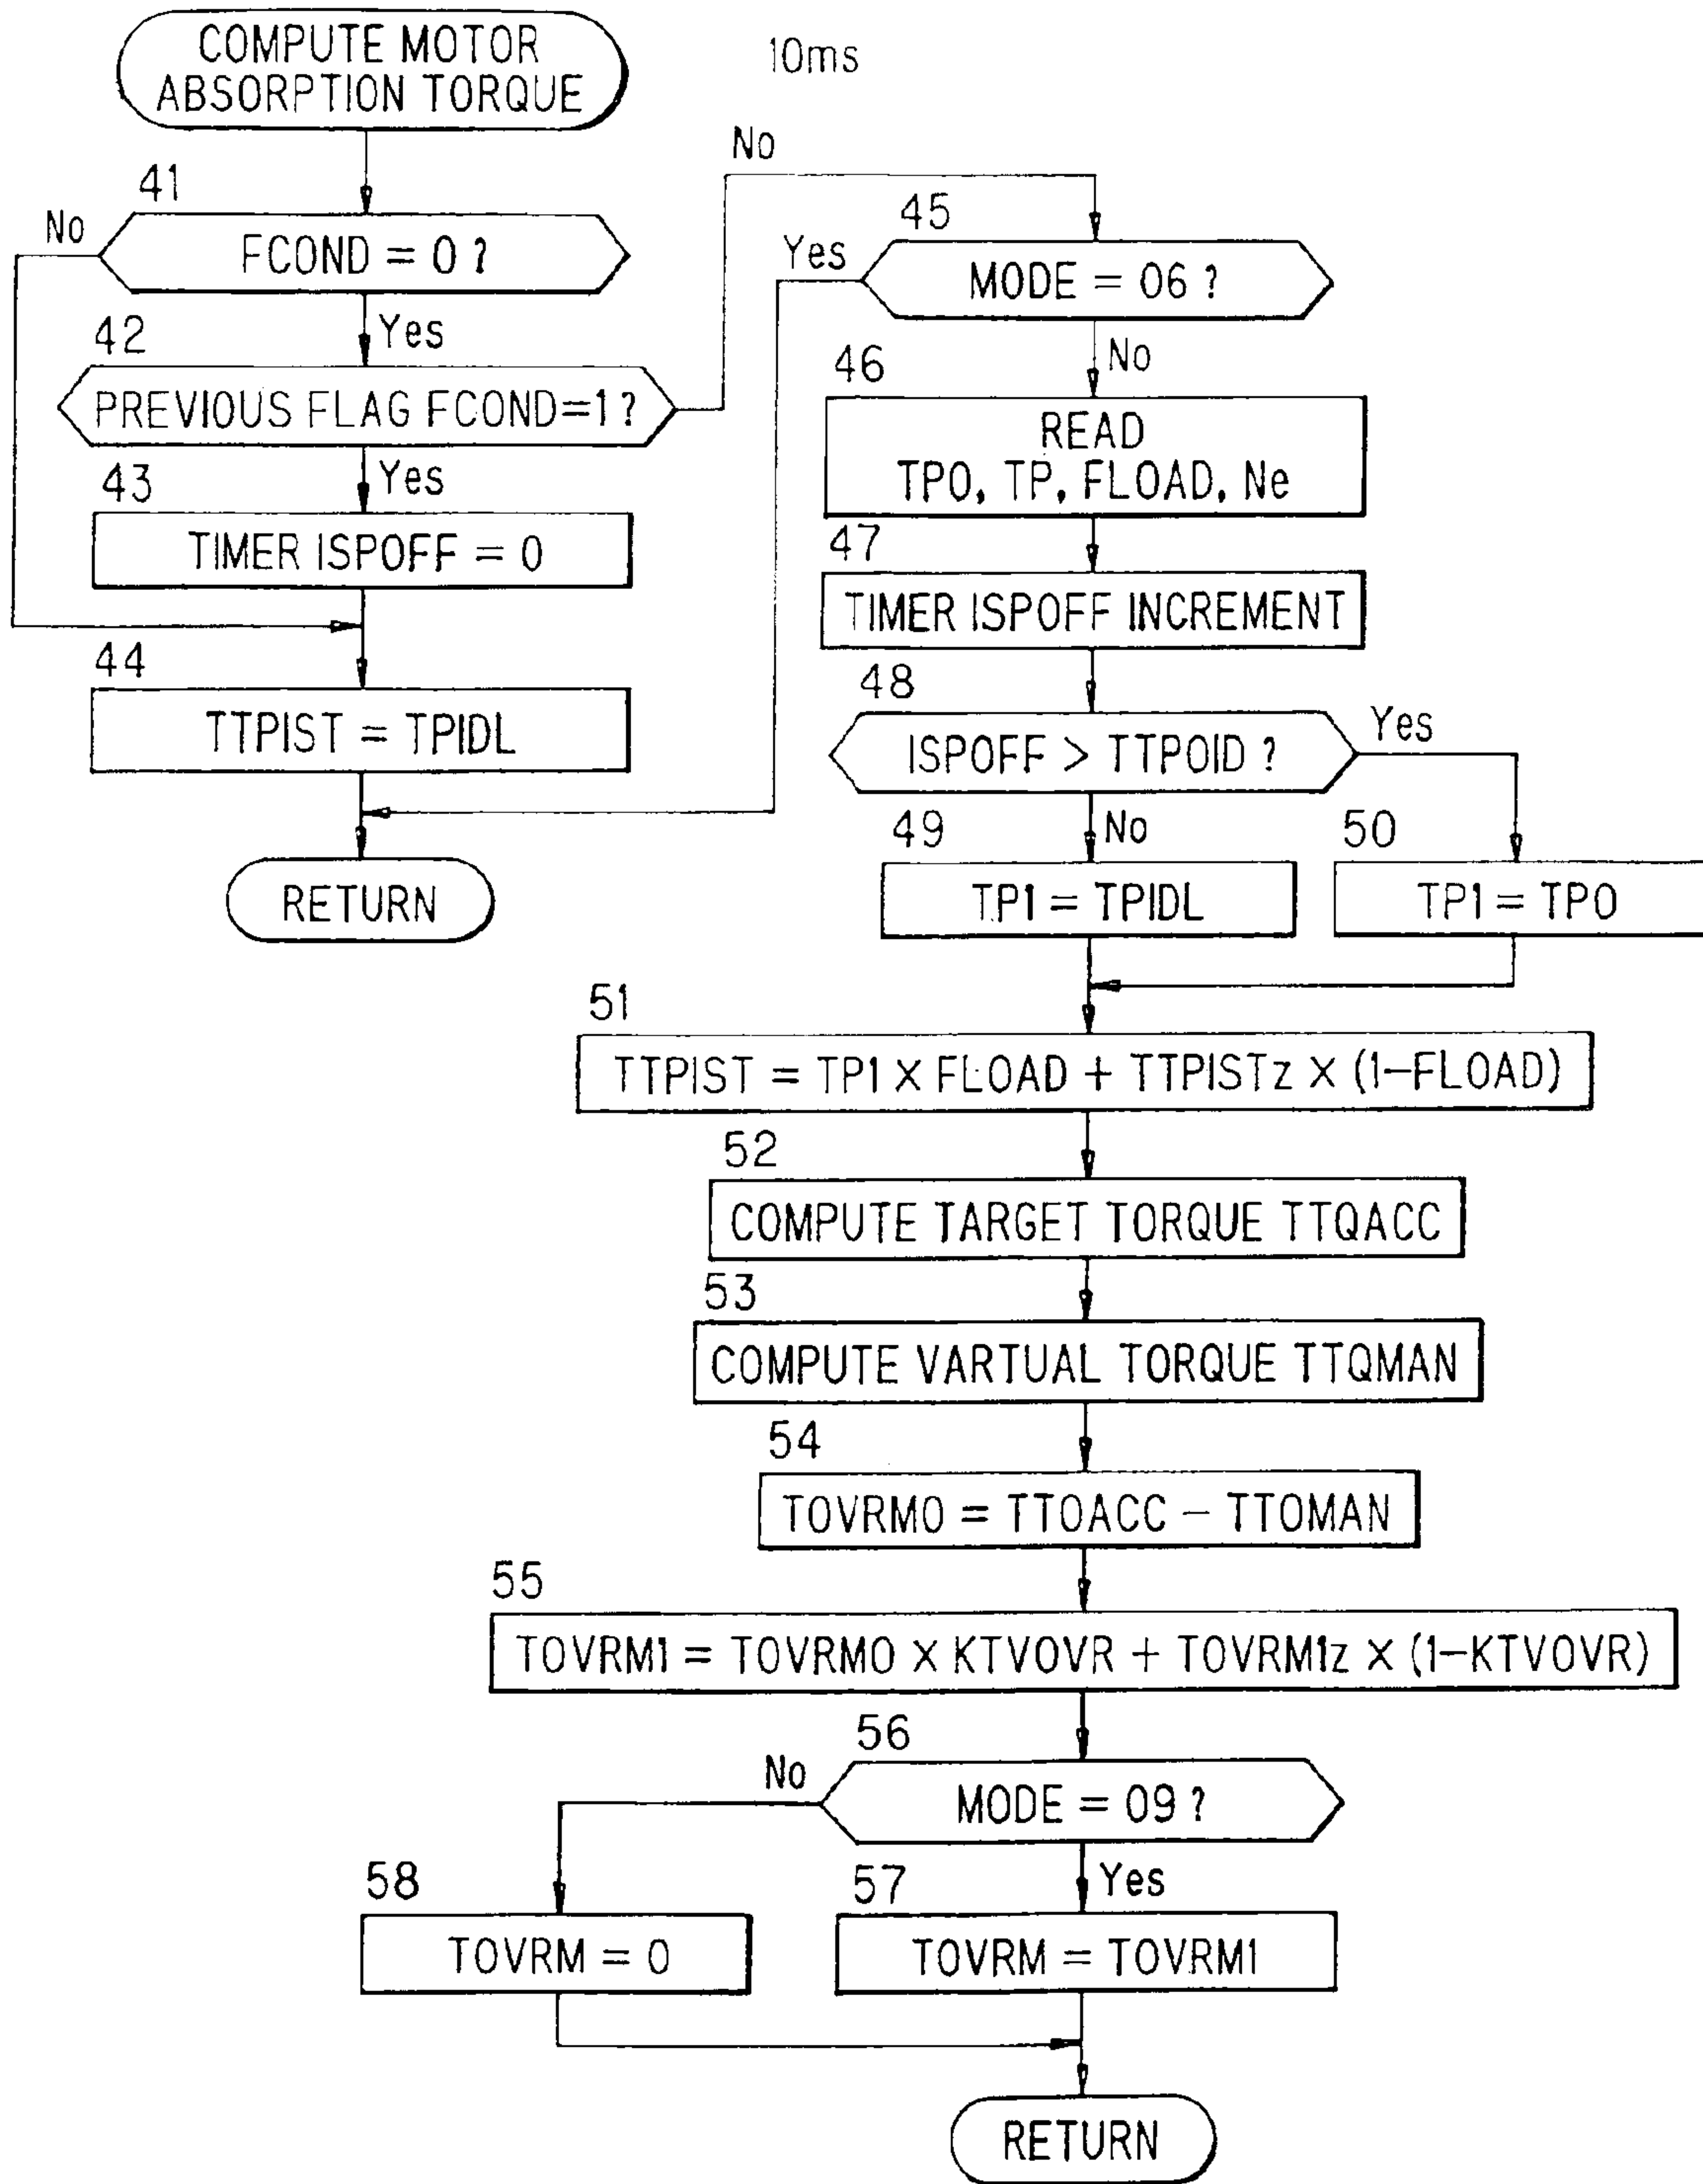 COMPUTE MOTOR
ABSORPTION TORQUE
10ms
41
FCOND = 0 ?
No
Yes
42
PREVIOUS FLAG FCOND=1 ?
No
Yes
43
TIMER ISPOFF = 0
44
TTPIST = TPIDL
RETURN
45
MODE = 06 ?
Yes
No
46
READ
TP0, TP, FLOAD, Ne
47
TIMER ISPOFF INCREMENT
48
ISPOFF > TTPOID ?
Yes
No
49
TP1 = TPIDL
50
TP1 = TP0
51
TTPIST = TP1 × FLOAD + TTPISTz × (1-FLOAD)
52
COMPUTE TARGET TORQUE TTQACC
53
COMPUTE VARTUAL TORQUE TTQMAN
54
TOVRM0 = TTOACC - TTOMAN
55
TOVRM1 = TOVRM0 × KTVOVR + TOVRM1z × (1-KTVOVR)
56
MODE = 09 ?
No
Yes
58
TOVRM = 0
57
TOVRM = TOVRM1
RETURN